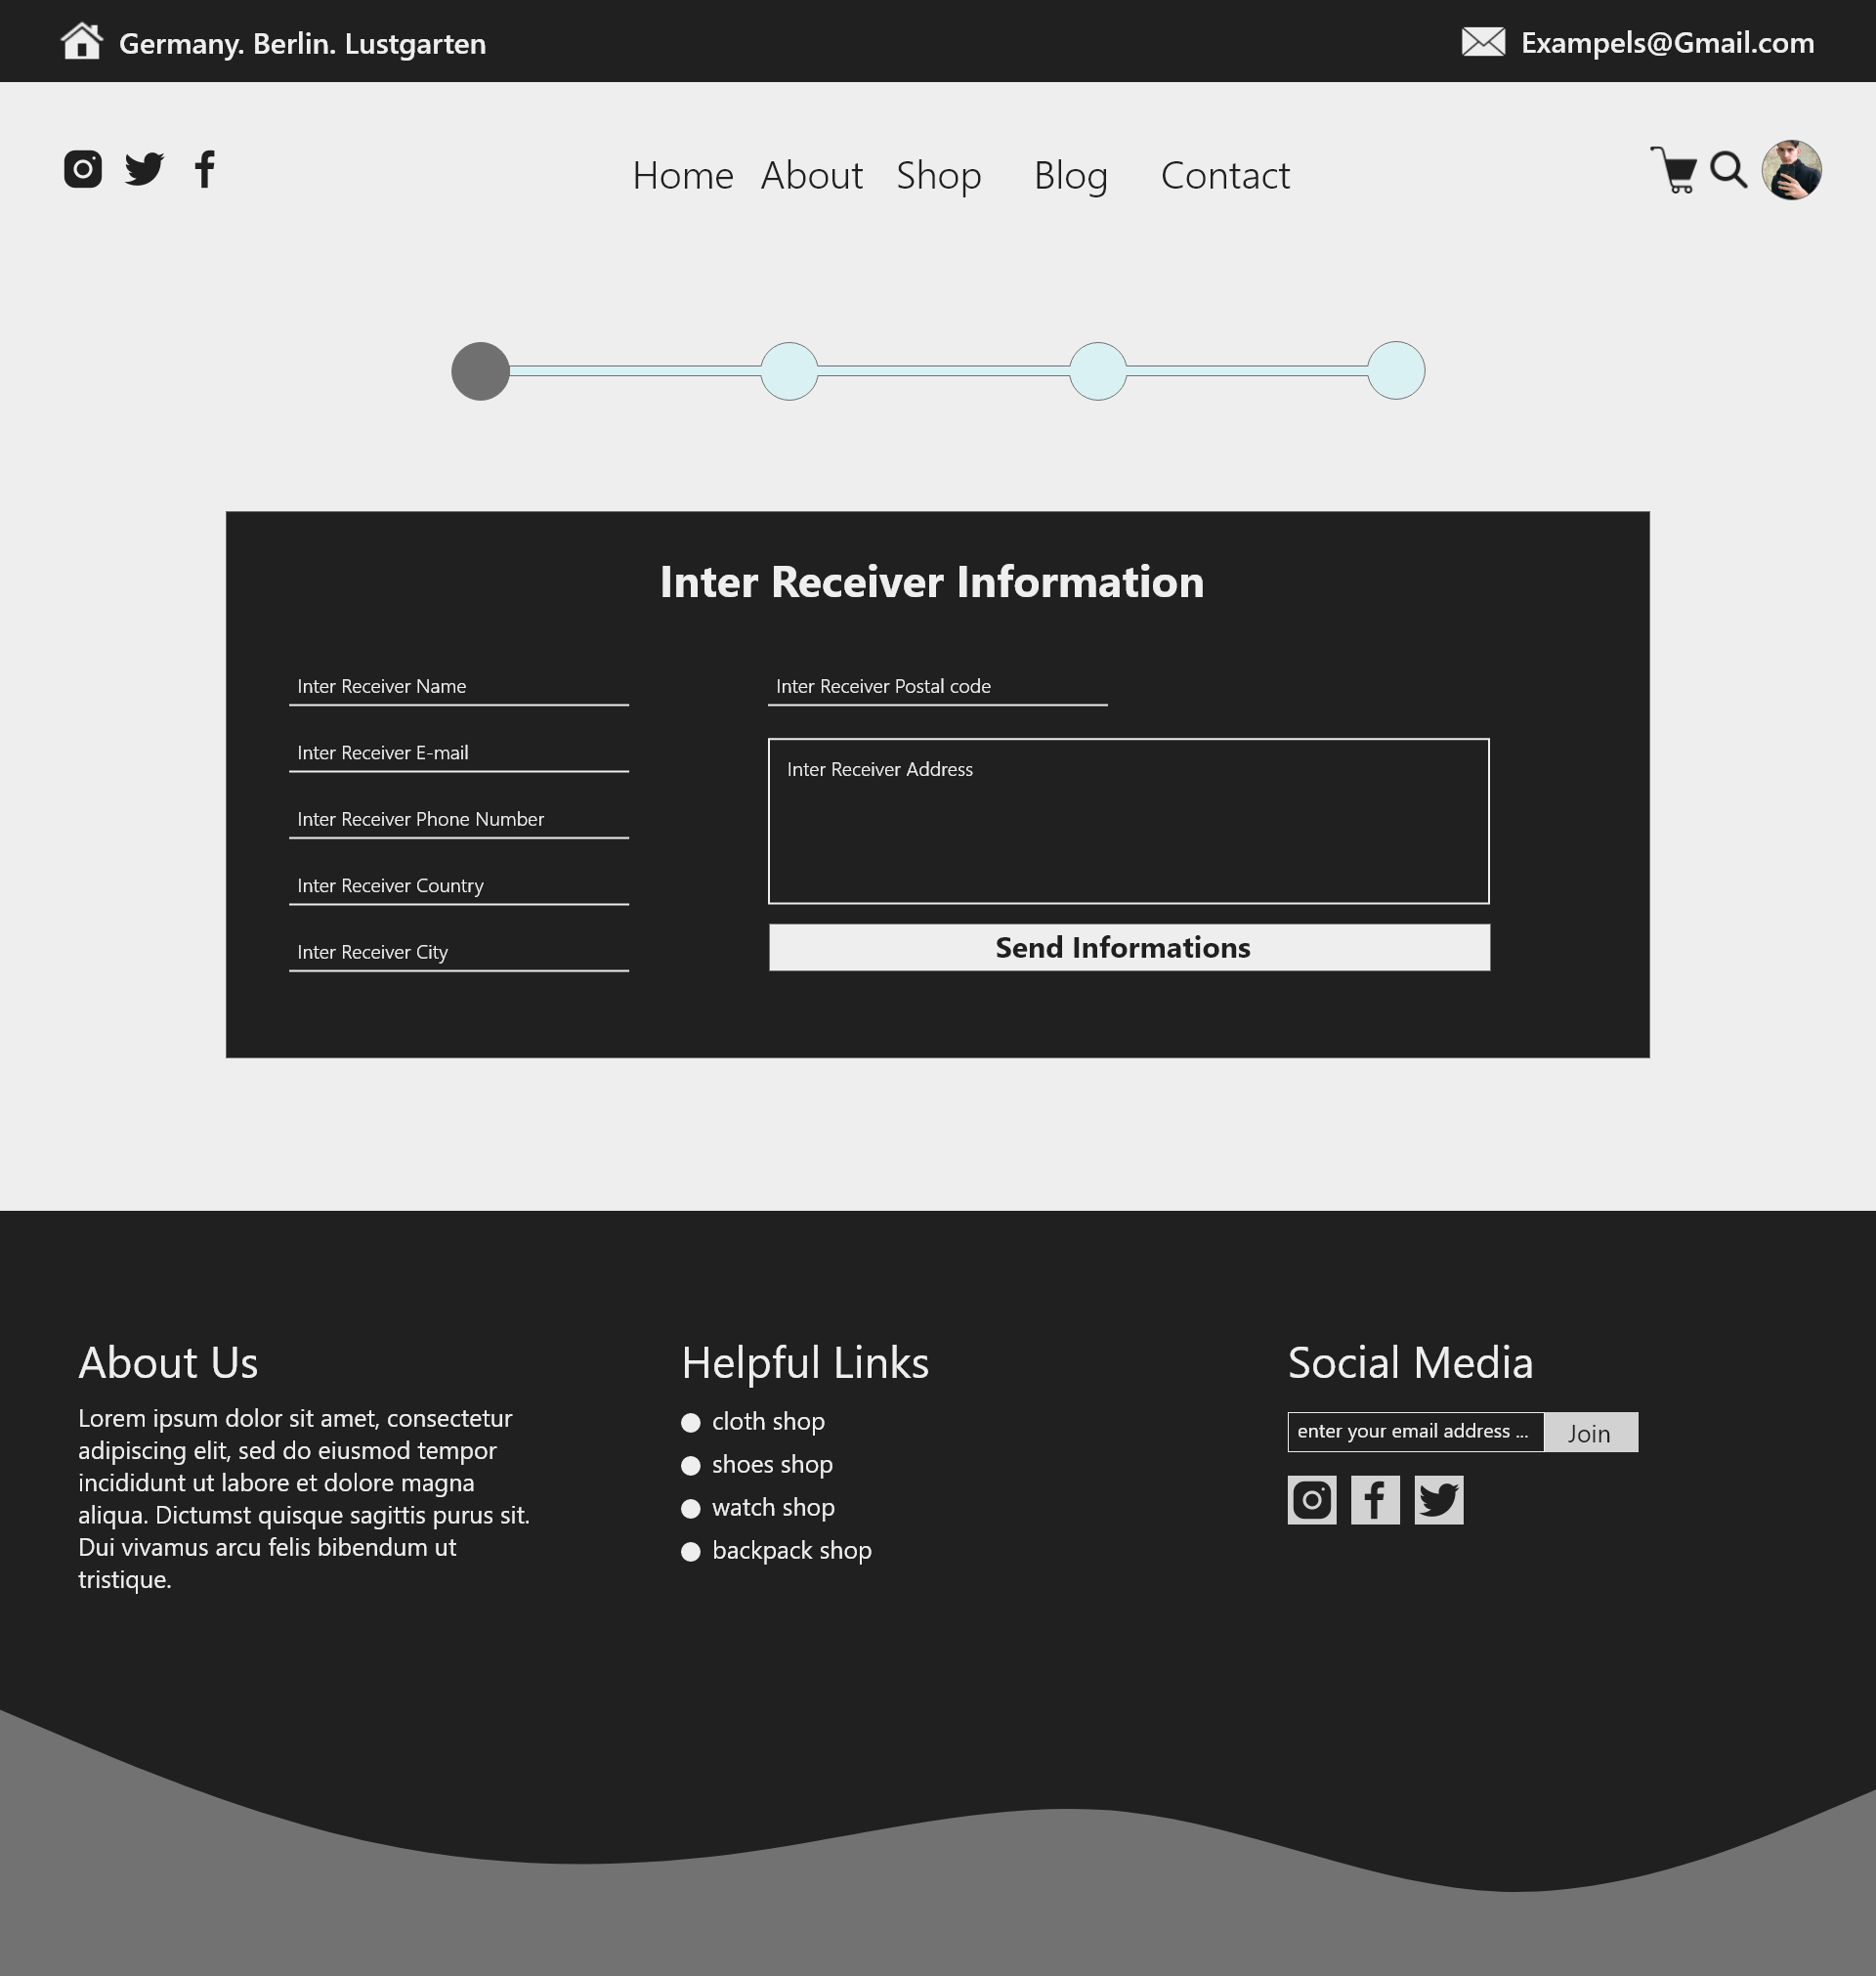 Germany. Berlin. Lustgarten
Exampels@Gmail.com
Home About Shop Blog Contact
Inter Receiver Information
Inter Receiver Name
Inter Receiver E-mail
Inter Receiver Phone Number
Inter Receiver Country
Inter Receiver City
Inter Receiver Postal code
Inter Receiver Address
Send Informations
About Us
Lorem ipsum dolor sit amet, consectetur
adipiscing elit, sed do eiusmod tempor
incididunt ut labore et dolore magna
aliqua. Dictumst quisque sagittis purus sit.
Dui vivamus arcu felis bibendum ut
tristique.
Helpful Links
cloth shop
shoes shop
watch shop
backpack shop
Social Media
enter your email address ...
Join